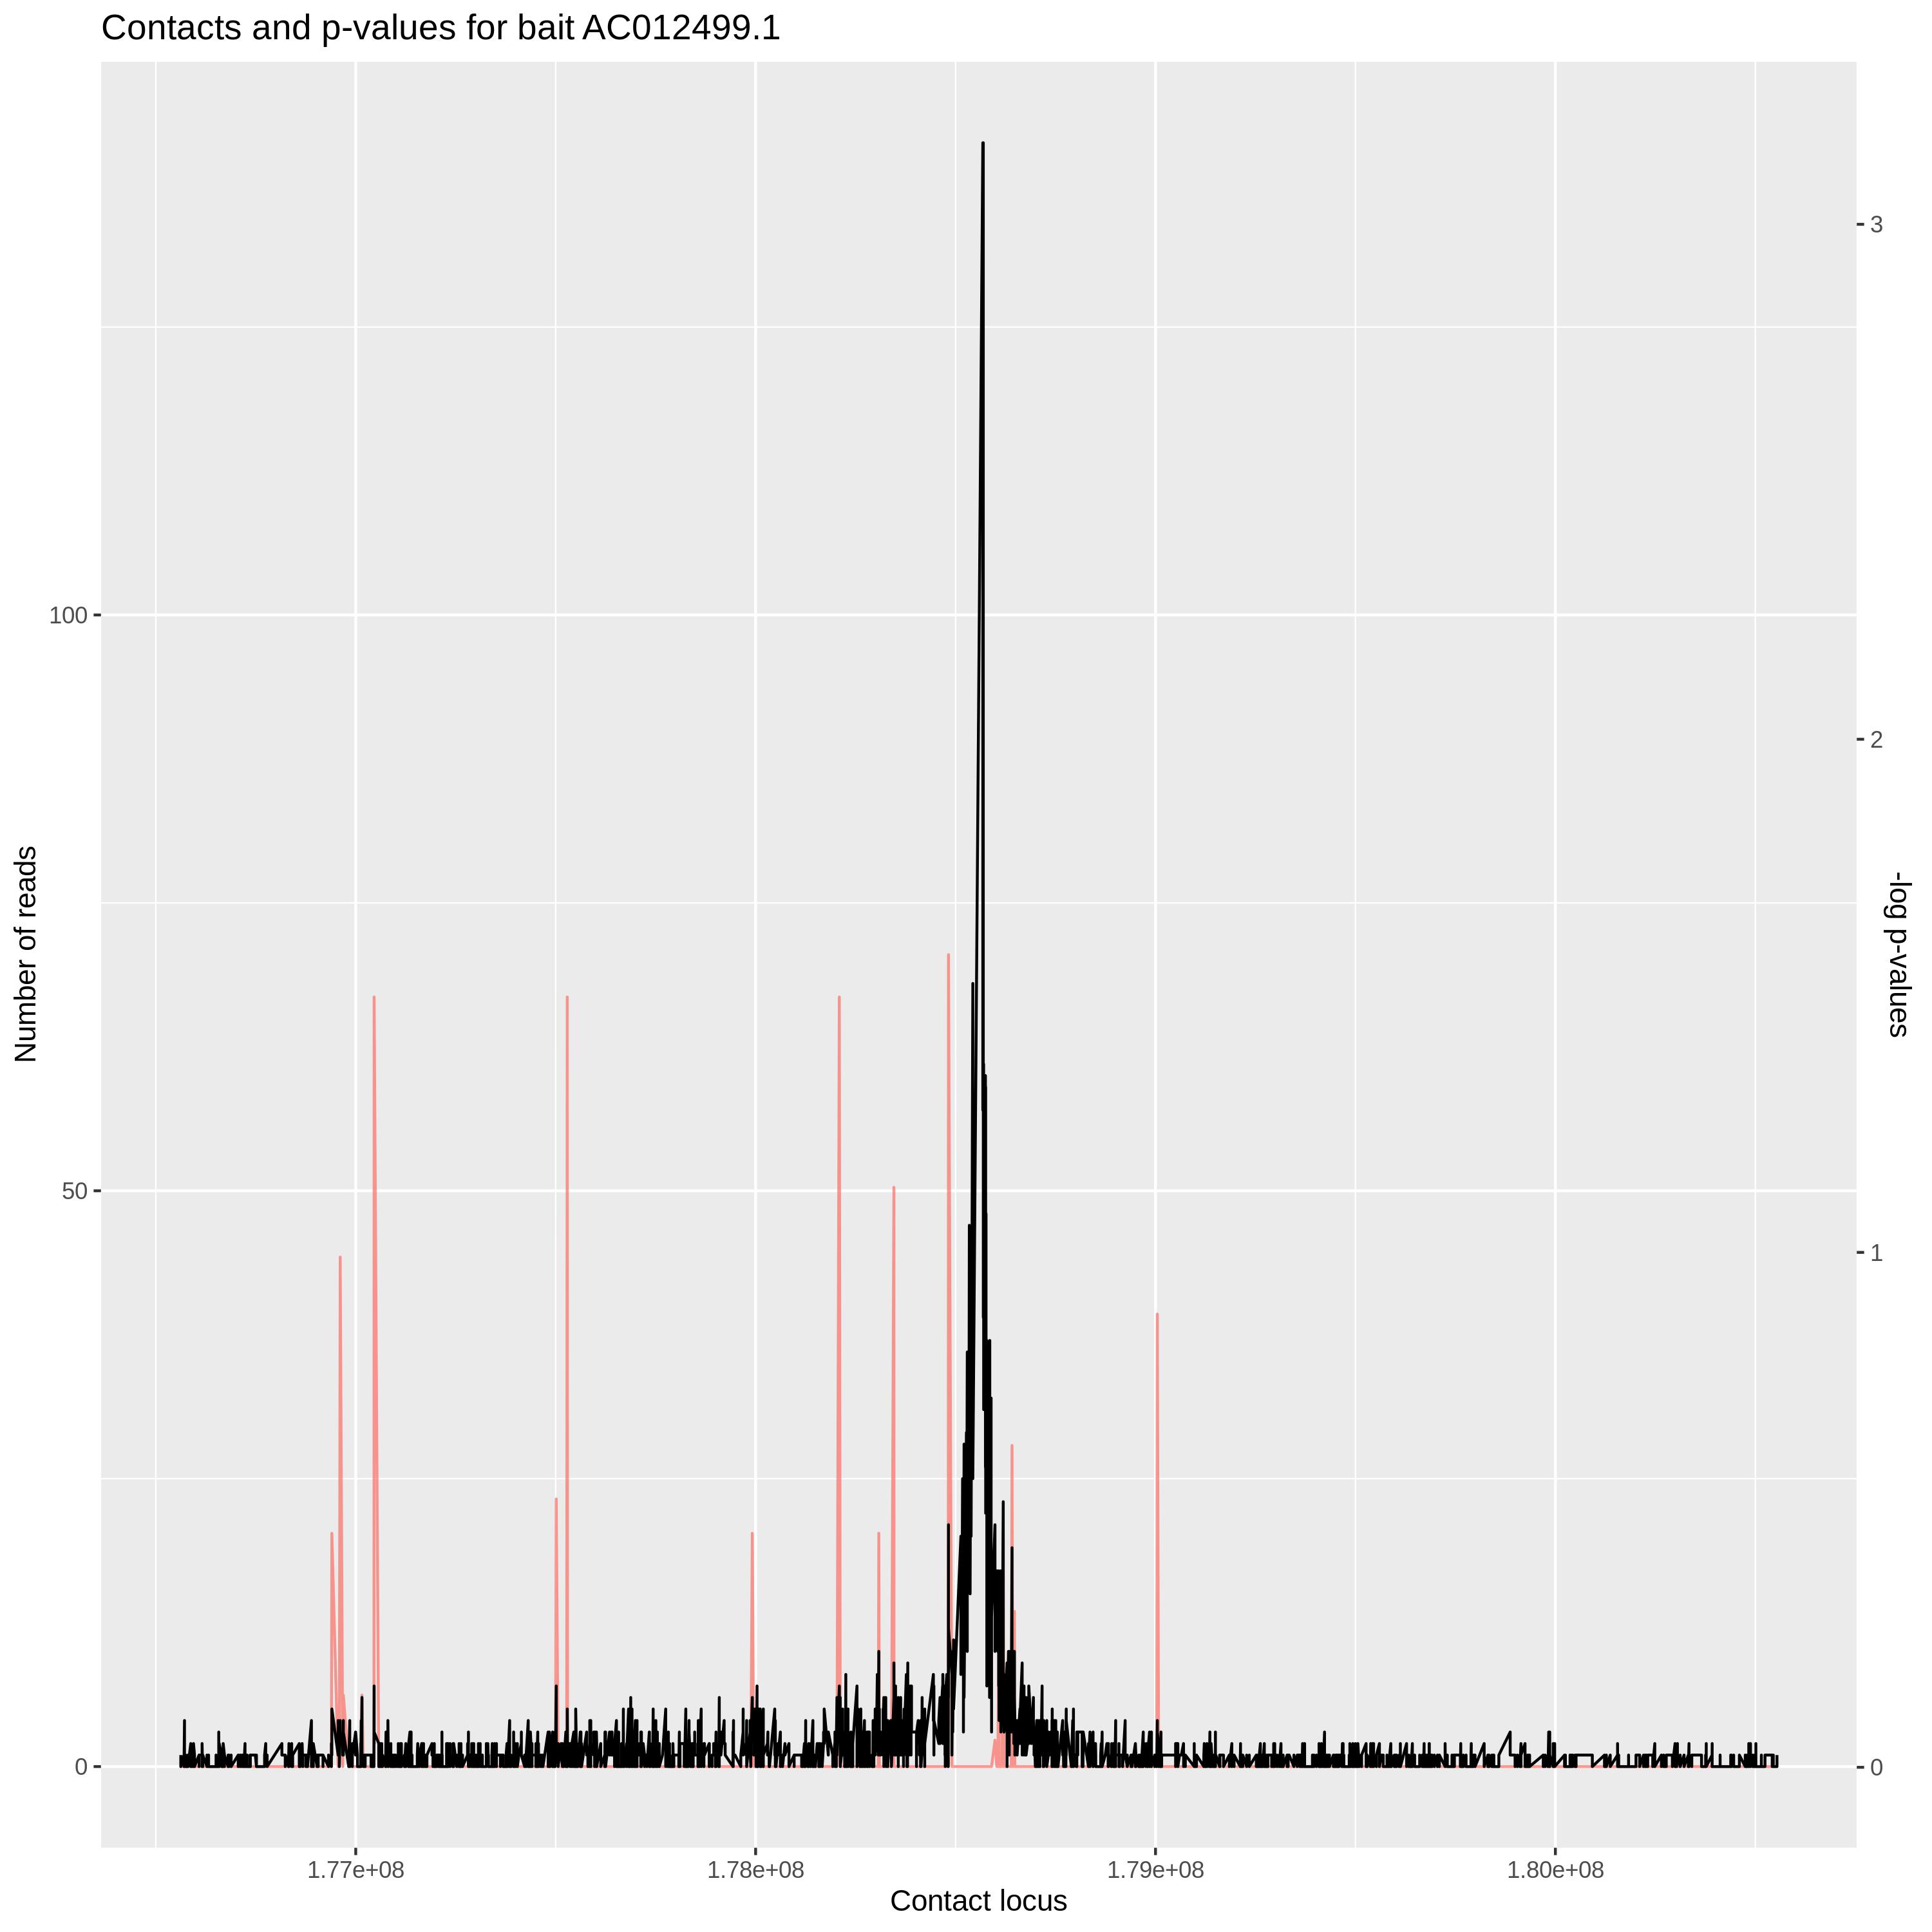 Contacts and p-values for bait AC012499.1
100
50
0
Number of reads
3
2
1
0
-log p-values
1.77e+08 1.78e+08 1.79e+08 1.80e+08
Contact locus